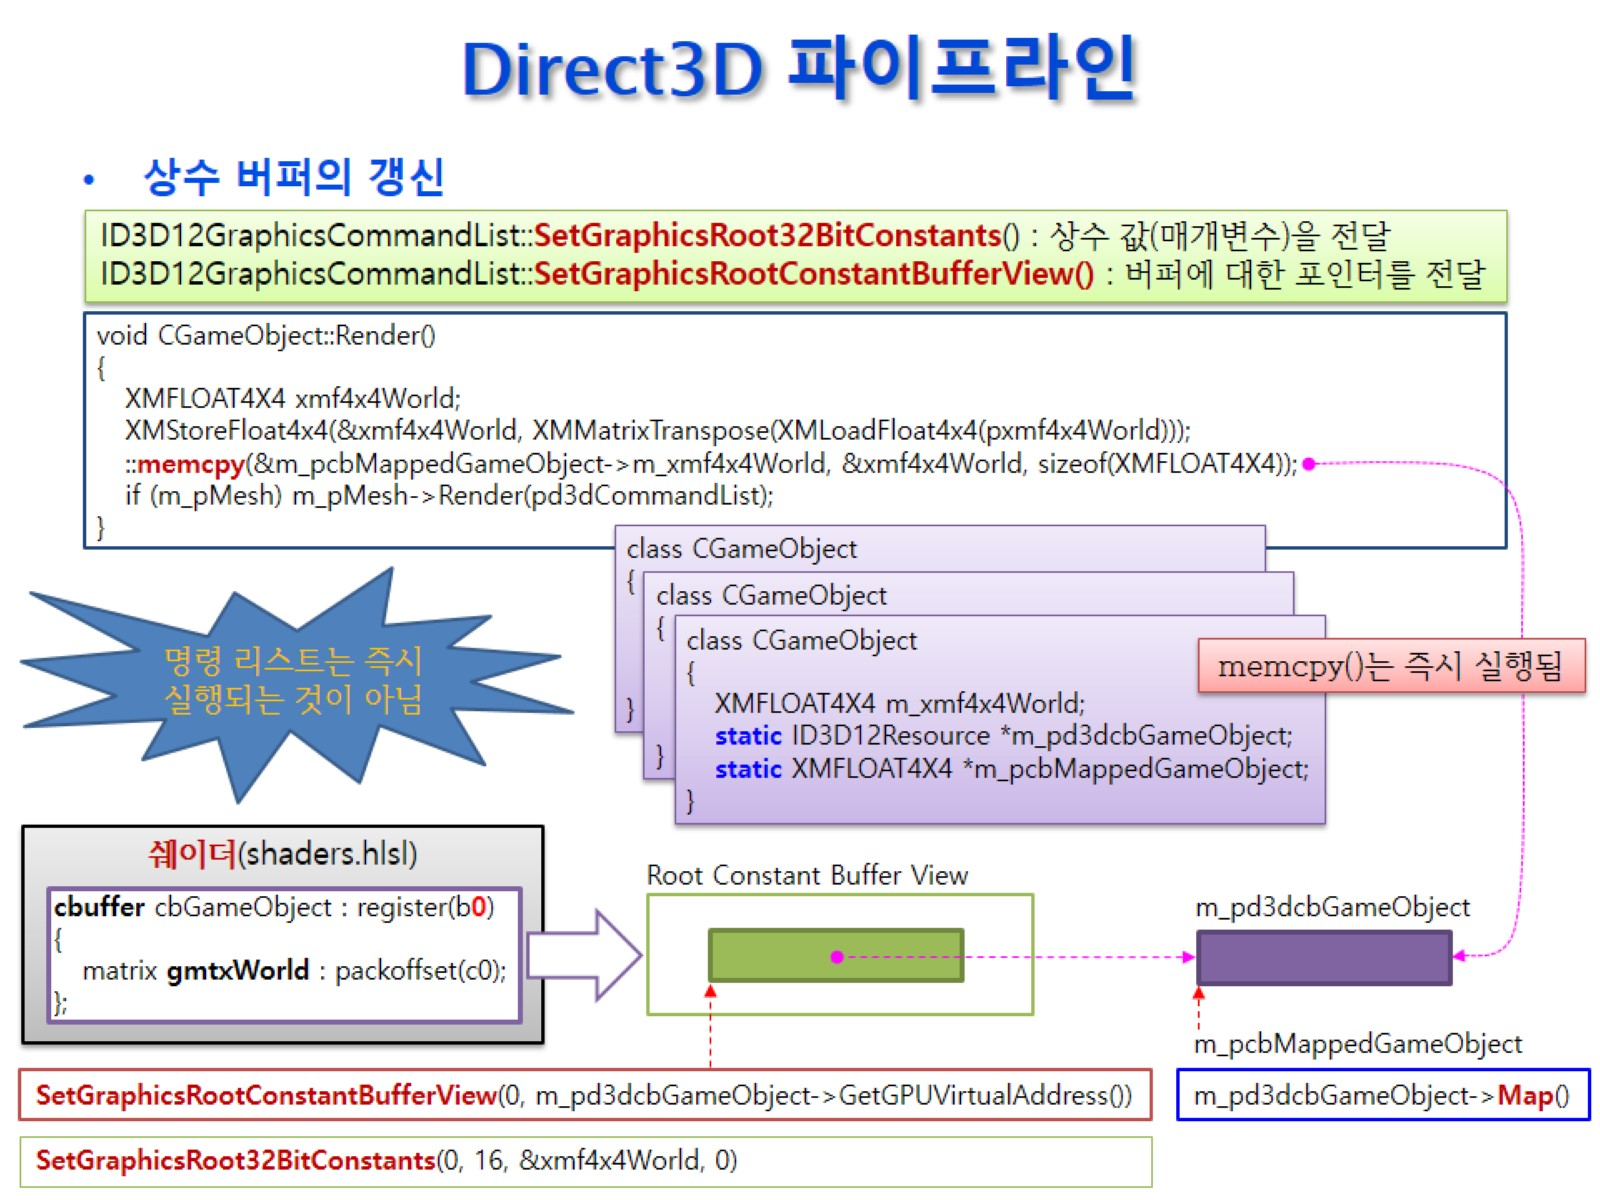 Direct3D 파이프라인
• 상수 버퍼의 갱신
ID3D12GraphicsCommandList::SetGraphicsRoot32BitConstants() : 상수 값(매개변수)을 전달
ID3D12GraphicsCommandList::SetGraphicsRootConstantBufferView() : 버퍼에 대한 포인터를 전달
void CGameObject::Render()
{
XMFLOAT4X4 xmf4x4World;
XMStoreFloat4x4(&xmf4x4World, XMMatrixTranspose(XMLoadFloat4x4(pxmf4x4World)));
::memcpy(&m_pcbMappedGameObject->m_xmf4x4World, &xmf4x4World, sizeof(XMFLOAT4X4));
if (m_pMesh) m_pMesh->Render(pd3dCommandList);
}
class CGameObject
{
}
class CGameObject
{
}
class CGameObject
{
XMFLOAT4X4 m_xmf4x4World;
static ID3D12Resource *m_pd3dcbGameObject;
static XMFLOAT4X4 *m_pcbMappedGameObject;
}
memcpy()는 즉시 실행됨
명령 리스트는 즉시
실행되는 것이 아님
쉐이더(shaders.hlsl)
cbuffer cbGameObject : register(b0)
{
matrix gmtxWorld : packoffset(c0);
};
Root Constant Buffer View
m_pd3dcbGameObject
m_pcbMappedGameObject
SetGraphicsRootConstantBufferView(0, m_pd3dcbGameObject->GetGPUVirtualAddress())
m_pd3dcbGameObject->Map()
SetGraphicsRoot32BitConstants(0, 16, &xmf4x4World, 0)